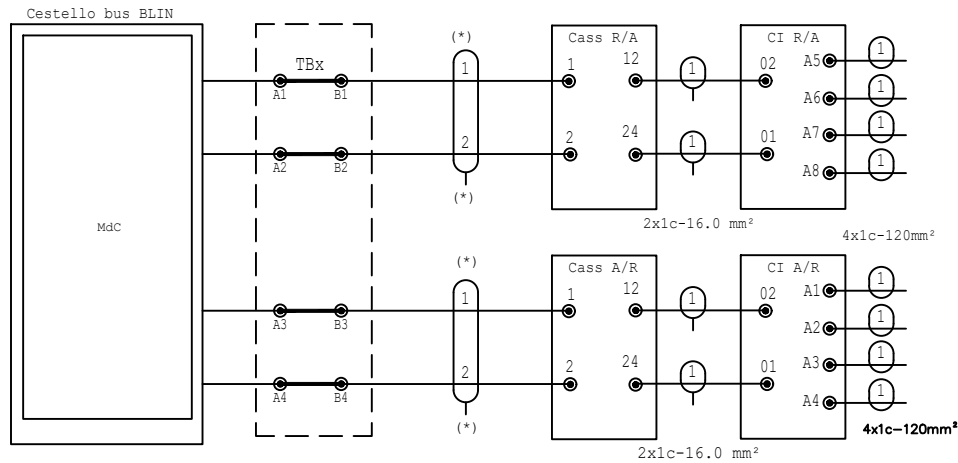 Cestello bus BLIN
MdC
TBx
A1 B1
A2 B2
A3 B3
A4 B4
(*)
1
2
(*)
Cass R/A
1 12
2 24
1
1
2x1c-16.0 mm²
CI R/A
02 A5 1
A6 1
01 A7 1
A8 1
4x1c-120mm²
(*)
1
2
(*)
Cass A/R
1 12
2 24
1
1
2x1c-16.0 mm²
CI A/R
02 A1 1
A2 1
01 A3 1
A4 1
4x1c-120mm²